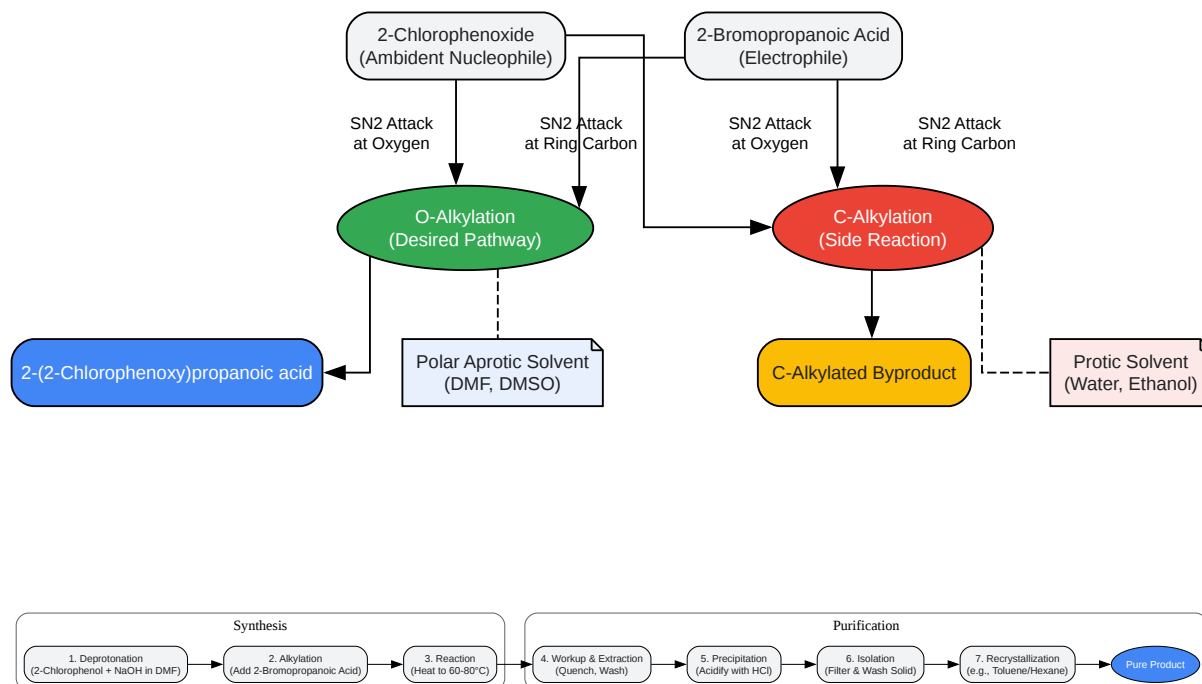 2-Chlorophenoxide
(Ambident Nucleophile)
2-Bromopropanoic Acid
(Electrophile)
SN2 Attack
at Oxygen
SN2 Attack
at Ring Carbon
SN2 Attack
at Oxygen
SN2 Attack
at Ring Carbon
O-Alkylation
(Desired Pathway)
C-Alkylation
(Side Reaction)
2-(2-Chlorophenoxy)propanoic acid
Polar Aprotic Solvent
(DMF, DMSO)
C-Alkylated Byproduct
Protic Solvent
(Water, Ethanol)
Synthesis
1. Deprotonation
(2-Chlorophenol + NaOH in DMF)
2. Alkylation
(Add 2-Bromopropanoic Acid)
3. Reaction
(Heat to 60-80°C)
Purification
4. Workup & Extraction
(Quench, Wash)
5. Precipitation
(Acidify with HCl)
6. Isolation
(Filter & Wash Solid)
7. Recrystallization
(e.g., Toluene/Hexane)
Pure Product